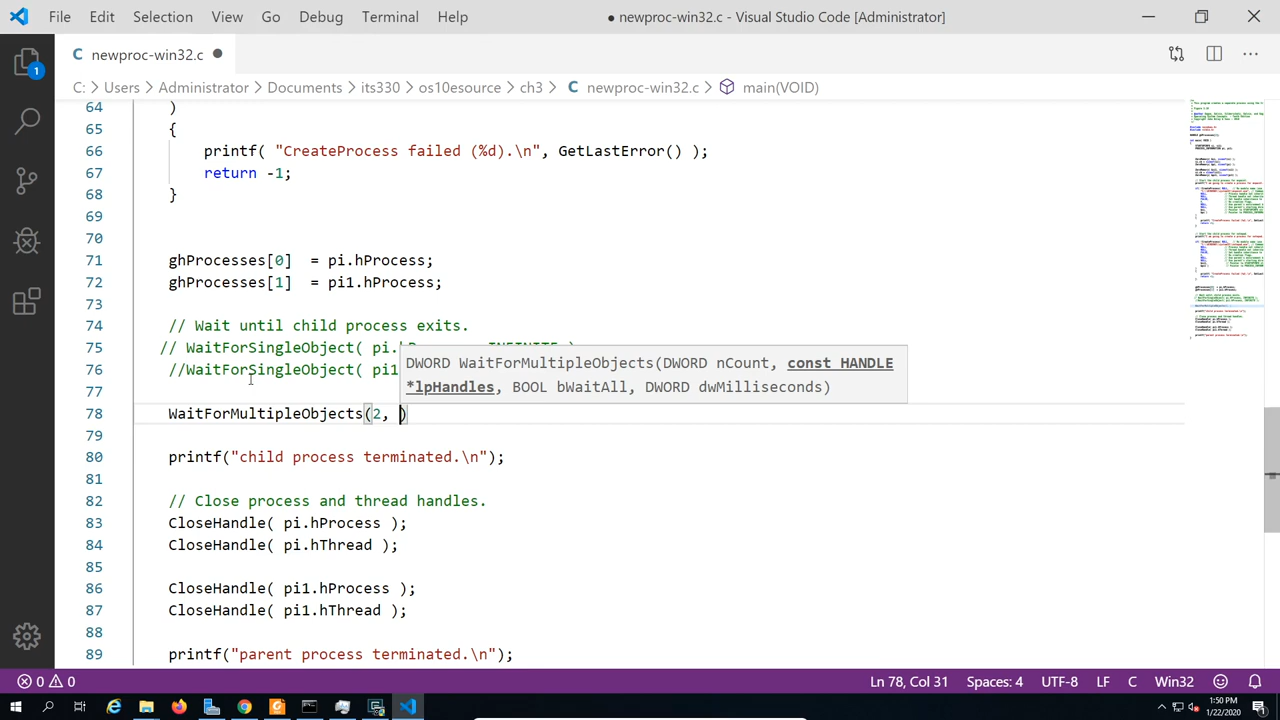 File Edit Selection View Go Debug Terminal Help
● newproc-win32.c - Visual Studio Code [Administrator]
C newproc-win32.c ●
C: > Users > Administrator > Documents > its330 > os10esource > ch3 > C newproc-win32.c > main(VOID)
1
64 )
65 {
66 printf( "CreateProcess failed (%d).\n", GetLastError() );
67 return -1;
68 }
69
70
71 ghProcesses[0] = pi.hProcess;
72 ghProcesses[1] = pi1.hProcess;
73
74 // Wait until child process exits.
75 // WaitForSingleObject( pi.
76 //WaitForSingleObject( pi1
DWORD WaitForMultipleObjects(DWORD nCount, const HANDLE
*lpHandles, BOOL bWaitAll, DWORD dwMilliseconds)
77
78 WaitForMultipleObjects(2, )
79
80 printf("child process terminated.\n");
81
82 // Close process and thread handles.
83 CloseHandle( pi.hProcess );
84 CloseHandle( pi.hThread );
85
86 CloseHandle( pi1.hProcess );
87 CloseHandle( pi1.hThread );
88
89 printf("parent process terminated.\n");
0 0
Ln 78, Col 31 Spaces: 4 UTF-8 LF C Win32
1:50 PM
1/22/2020